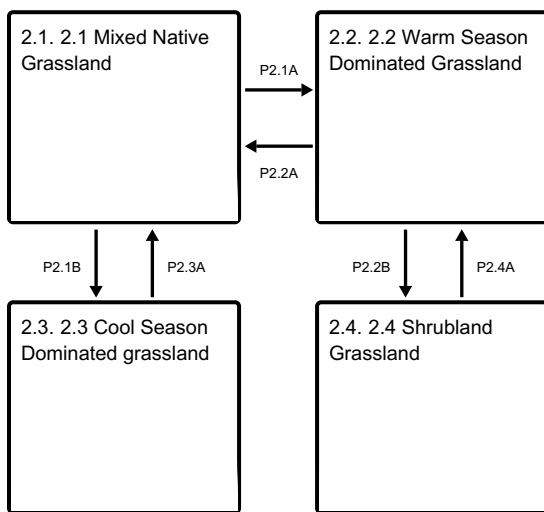 2.1. 2.1 Mixed Native
Grassland
P2.1A
2.2. 2.2 Warm Season
Dominated Grassland
P2.2A
P2.1B
P2.3A
P2.2B
P2.4A
2.3. 2.3 Cool Season
Dominated grassland
2.4. 2.4 Shrubland
Grassland